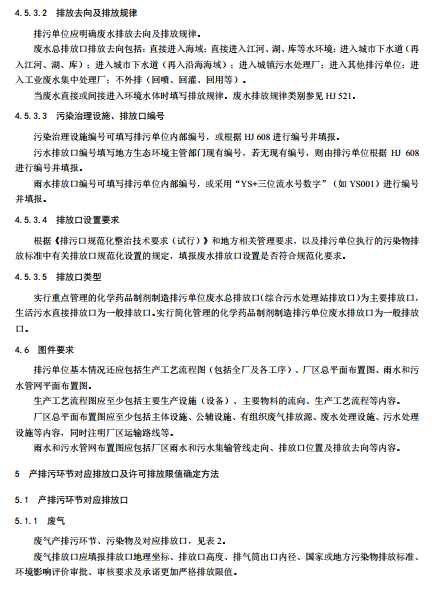 4.5.3.2 排放去向及排放规律
排污单位应明确废水排放去向及排放规律。
废水总排放口排放去向包括：直接进入海域；直接进入江河、湖、库等水环境；进入城市下水道（再
入江河、湖、库）；进入城市下水道（再入沿海海域）；进入城镇污水处理厂；进入其他排污单位；进
入工业废水集中处理厂；不外排（回喷、回灌、回用等）。
当废水直接或间接进入环境水体时填写排放规律。废水排放规律类别参见 HJ 521。
4.5.3.3 污染治理设施、排放口编号
污染治理设施编号可填写排污单位内部编号，或根据 HJ 608 进行编号并填报。
污水排放口编号填写地方生态环境主管部门现有编号，若无现有编号，则由排污单位根据 HJ 608
进行编号并填报。
雨水排放口编号可填写排污单位内部编号，或采用“YS+三位流水号数字”（如 YS001）进行编号
并填报。
4.5.3.4 排放口设置要求
根据《排污口规范化整治技术要求（试行）》和地方相关管理要求，以及排污单位执行的污染物排
放标准中有关排放口规范化设置的规定，填报废水排放口设置是否符合规范化要求。
4.5.3.5 排放口类型
实行重点管理的化学药品制剂制造排污单位废水总排放口（综合污水处理站排放口）为主要排放口，
生活污水直接排放口为一般排放口。实行简化管理的化学药品制剂制造排污单位废水排放口为一般排放
口。
4.6 图件要求
排污单位基本情况还应包括生产工艺流程图（包括全厂及各工序）、厂区总平面布置图、雨水和污
水管网平面布置图。
生产工艺流程图应至少包括主要生产设施（设备）、主要物料的流向、生产工艺流程等内容。
厂区总平面布置图应至少包括主体设施、公辅设施、有组织废气排放源、废水处理设施、污水处理
设施等内容，同时注明厂区运输路线等。
雨水和污水管网布置图应包括厂区雨水和污水集输管线走向、排放口位置及排放去向等内容。
5 产排污环节对应排放口及许可排放限值确定方法
5.1 产排污环节对应排放口
5.1.1 废气
废气产排污环节、污染物及对应排放口，见表 2。
废气排放口应填报排放口地理坐标、排放口高度、排气筒出口内径、国家或地方污染物排放标准、
环境影响评价审批、审核要求及承诺更加严格排放限值。